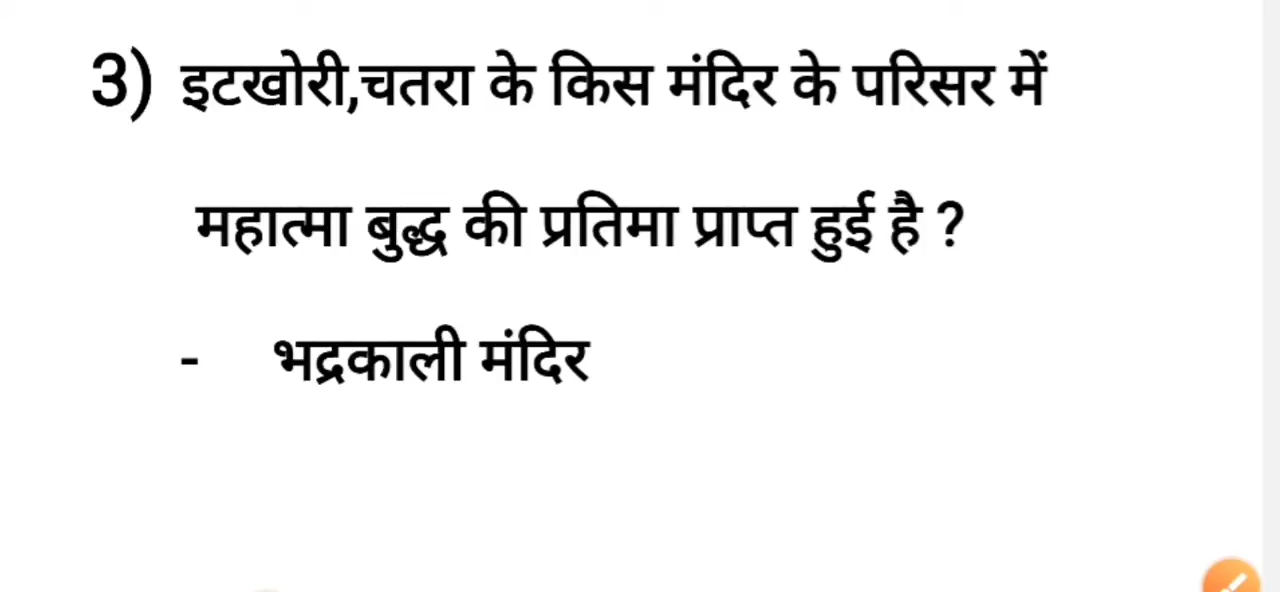 3) इटखोरी,चतरा के किस मंदिर के परिसर में
महात्मा बुद्ध की प्रतिमा प्राप्त हुई है ?
- भद्रकाली मंदिर